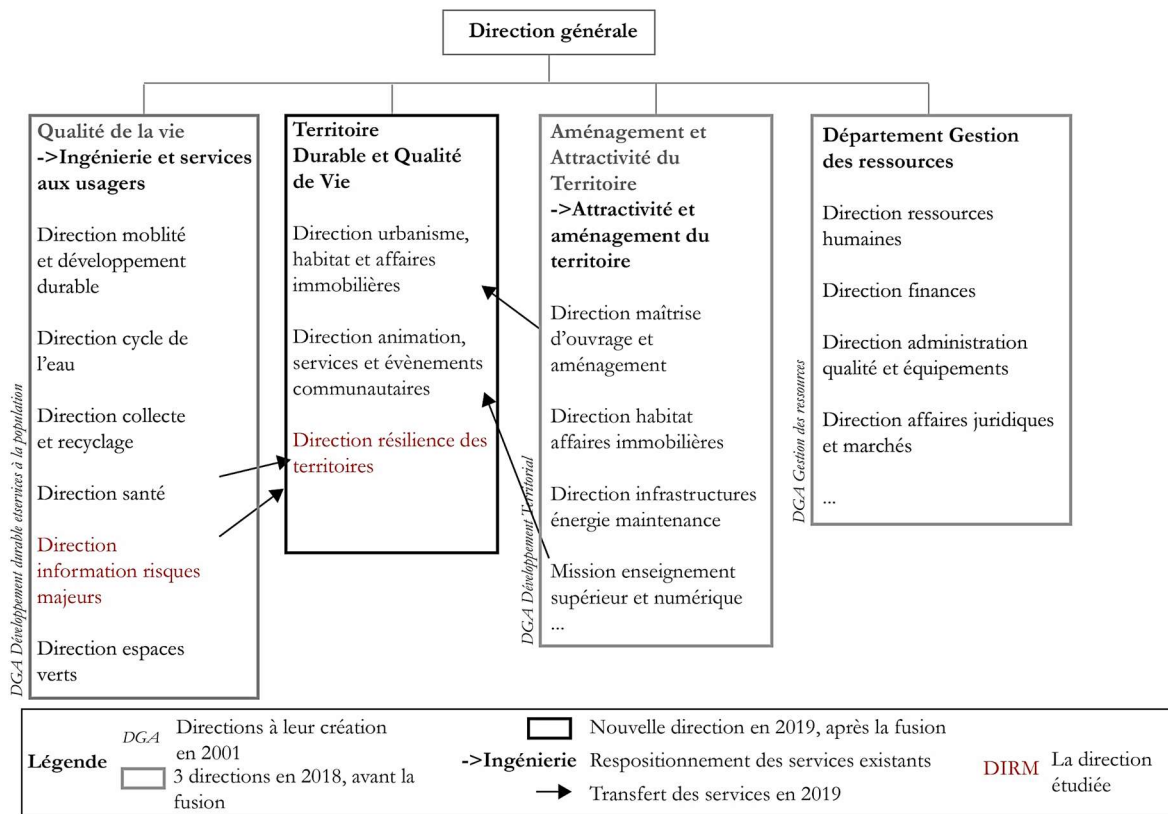 Direction générale
Qualité de la vie
->Ingénierie et services
aux usagers
Direction moblité
et développement
durable
Direction cycle de
l'eau
Direction collecte
et recyclage
Direction santé
Direction
information risques
majeurs
Direction espaces
verts
DGA Développement durable etservices à la population
Territoire
Durable et Qualité
de Vie
Direction urbanisme,
habitat et affaires
immobilières
Direction animation,
services et évènements
communautaires
Direction résilience des
territoires
Aménagement et
Attractivité du
Territoire
->Attractivité et
aménagement du
territoire
Direction maîtrise
d'ouvrage et
aménagement
Direction habitat
affaires immobilières
Direction infrastructures
énergie maintenance
Mission enseignement
supérieur et numérique
...
DGA Développement Territorial
Département Gestion
des ressources
Direction ressources
humaines
Direction finances
Direction administration
qualité et équipements
Direction affaires juridiques
et marchés
...
DGA Gestion des ressources
Légende
DGA Directions à leur création
en 2001
3 directions en 2018, avant la
fusion
Nouvelle direction en 2019, après la fusion
->Ingénierie Respositionnement des services existants
Transfert des services en 2019
DIRM La direction
étudiée